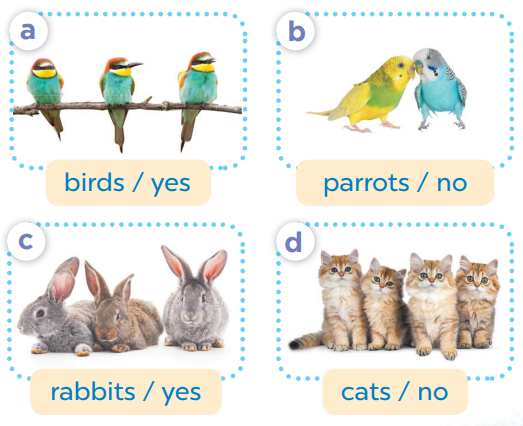 a
birds / yes
b
parrots / no
c
rabbits / yes
d
cats / no